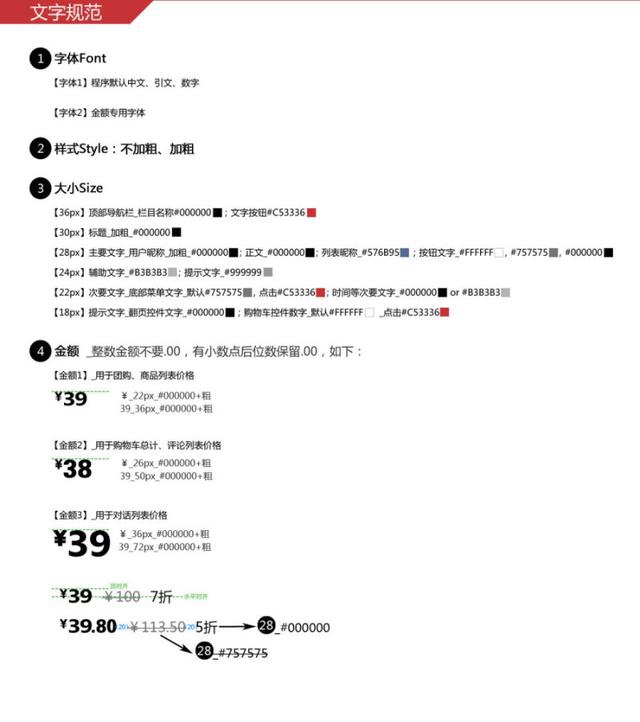 文字规范
1 字体Font
【字体1】程序默认中文、引文、数字
【字体2】金额专用字体
2 样式Style：不加粗、加粗
3 大小Size
【36px】顶部导航栏_栏目名称#000000；文字按钮#C53336
【30px】标题_加粗_#000000
【28px】主要文字_用户昵称_加粗_#000000；正文_#000000；列表昵称_#576B95；按钮文字_#FFFFFF，#757575，#000000
【24px】辅助文字_#B3B3B3；提示文字_#999999
【22px】次要文字_底部菜单文字_默认#757575，点击#C53336；时间等次要文字_#000000 or #B3B3B3
【18px】提示文字_翻页控件文字_#000000；购物车控件数字_默认#FFFFFF _点击#C53336
4 金额 _整数金额不要.00，有小数点后位数保留.00，如下：
【金额1】_用于团购、商品列表价格
¥39
¥_22px_#000000+粗
39_36px_#000000+粗
【金额2】_用于购物车总计、评论列表价格
¥38
¥_26px_#000000+粗
39_50px_#000000+粗
【金额3】_用于对话列表价格
¥39
¥_36px_#000000+粗
39_72px_#000000+粗
顶对齐
¥39 ¥100 7折 水平对齐
¥39.80 20 ¥113.50 20 5折 28_#000000
28_#757575